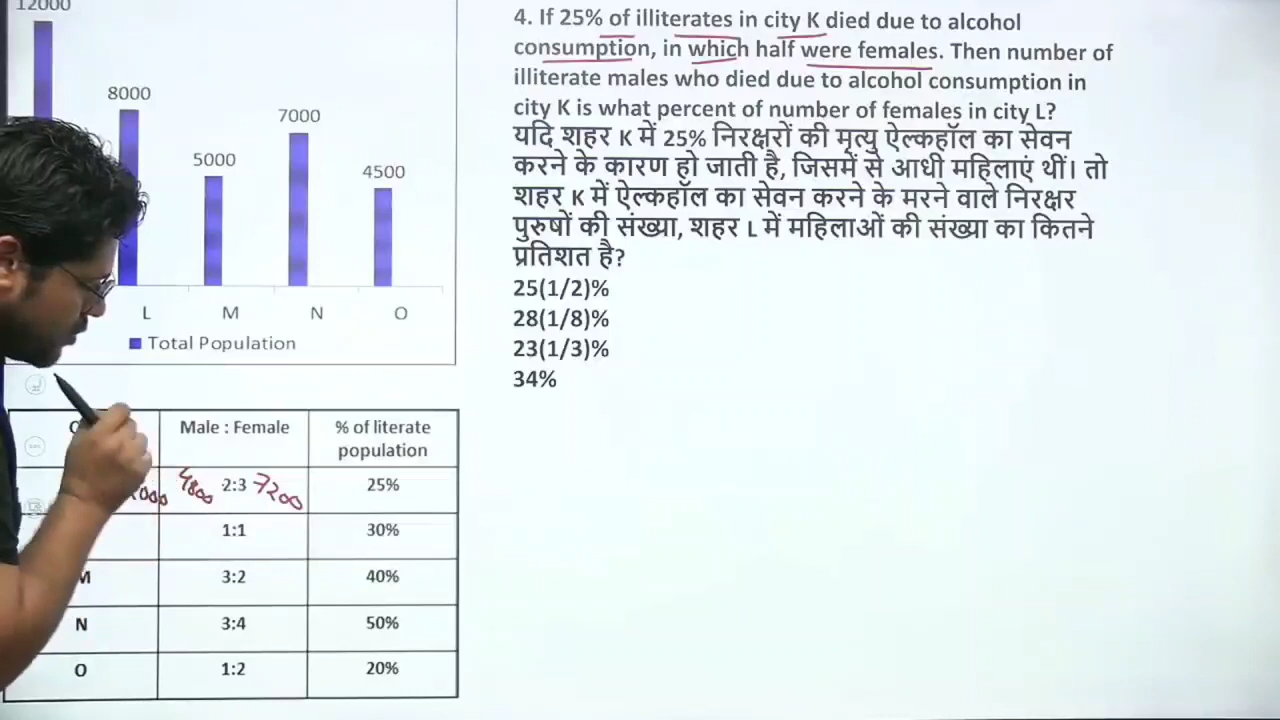 12000
8000
7000
5000
4500
L M N O
Total Population
4. If 25% of illiterates in city K died due to alcohol
consumption, in which half were females. Then number of
illiterate males who died due to alcohol consumption in
city K is what percent of number of females in city L?
यदि शहर K में 25% निरक्षरों की मृत्यु ऐल्कहॉल का सेवन
करने के कारण हो जाती है, जिसमें से आधी महिलाएं थीं। तो
शहर K में ऐल्कहॉल का सेवन करने के मरने वाले निरक्षर
पुरुषों की संख्या, शहर L में महिलाओं की संख्या का कितने
प्रतिशत है?
25(1/2)%
28(1/8)%
23(1/3)%
34%
Male : Female % of literate
population
4800 2:3 7200 25%
1:1 30%
M 3:2 40%
N 3:4 50%
O 1:2 20%